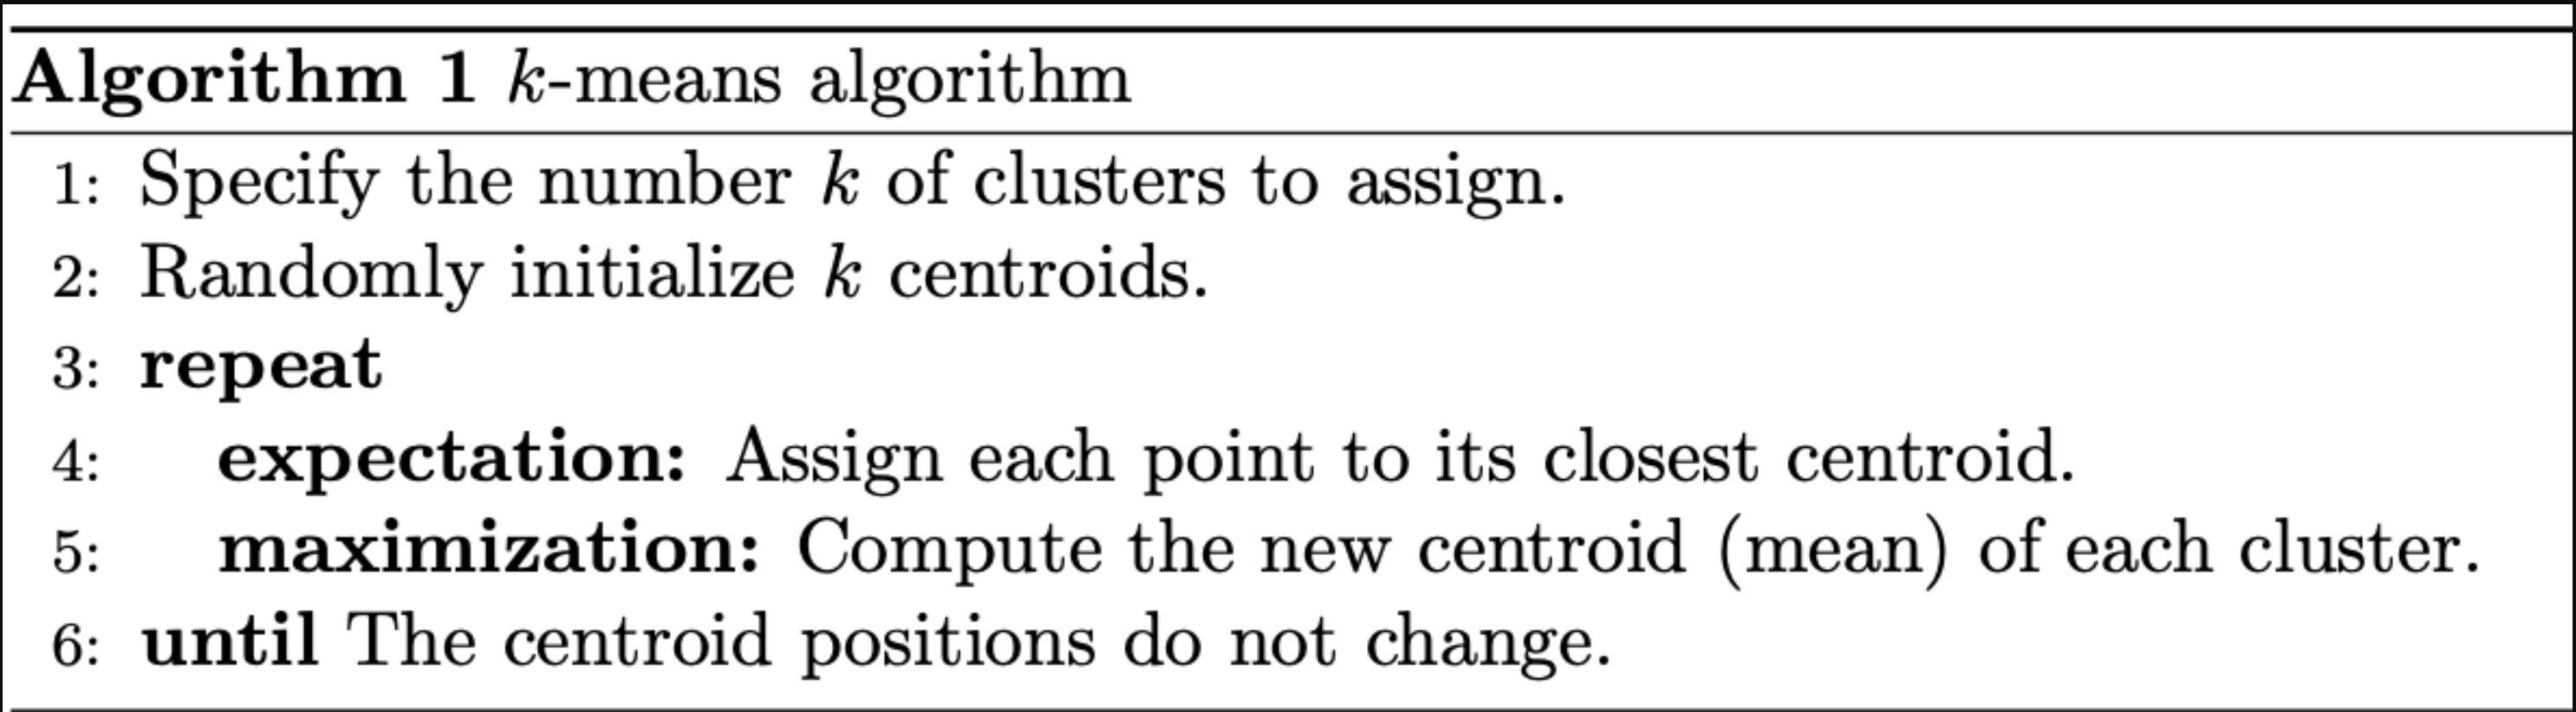 Algorithm 1 k-means algorithm
1: Specify the number k of clusters to assign.
2: Randomly initialize k centroids.
3: repeat
4: expectation: Assign each point to its closest centroid.
5: maximization: Compute the new centroid (mean) of each cluster.
6: until The centroid positions do not change.